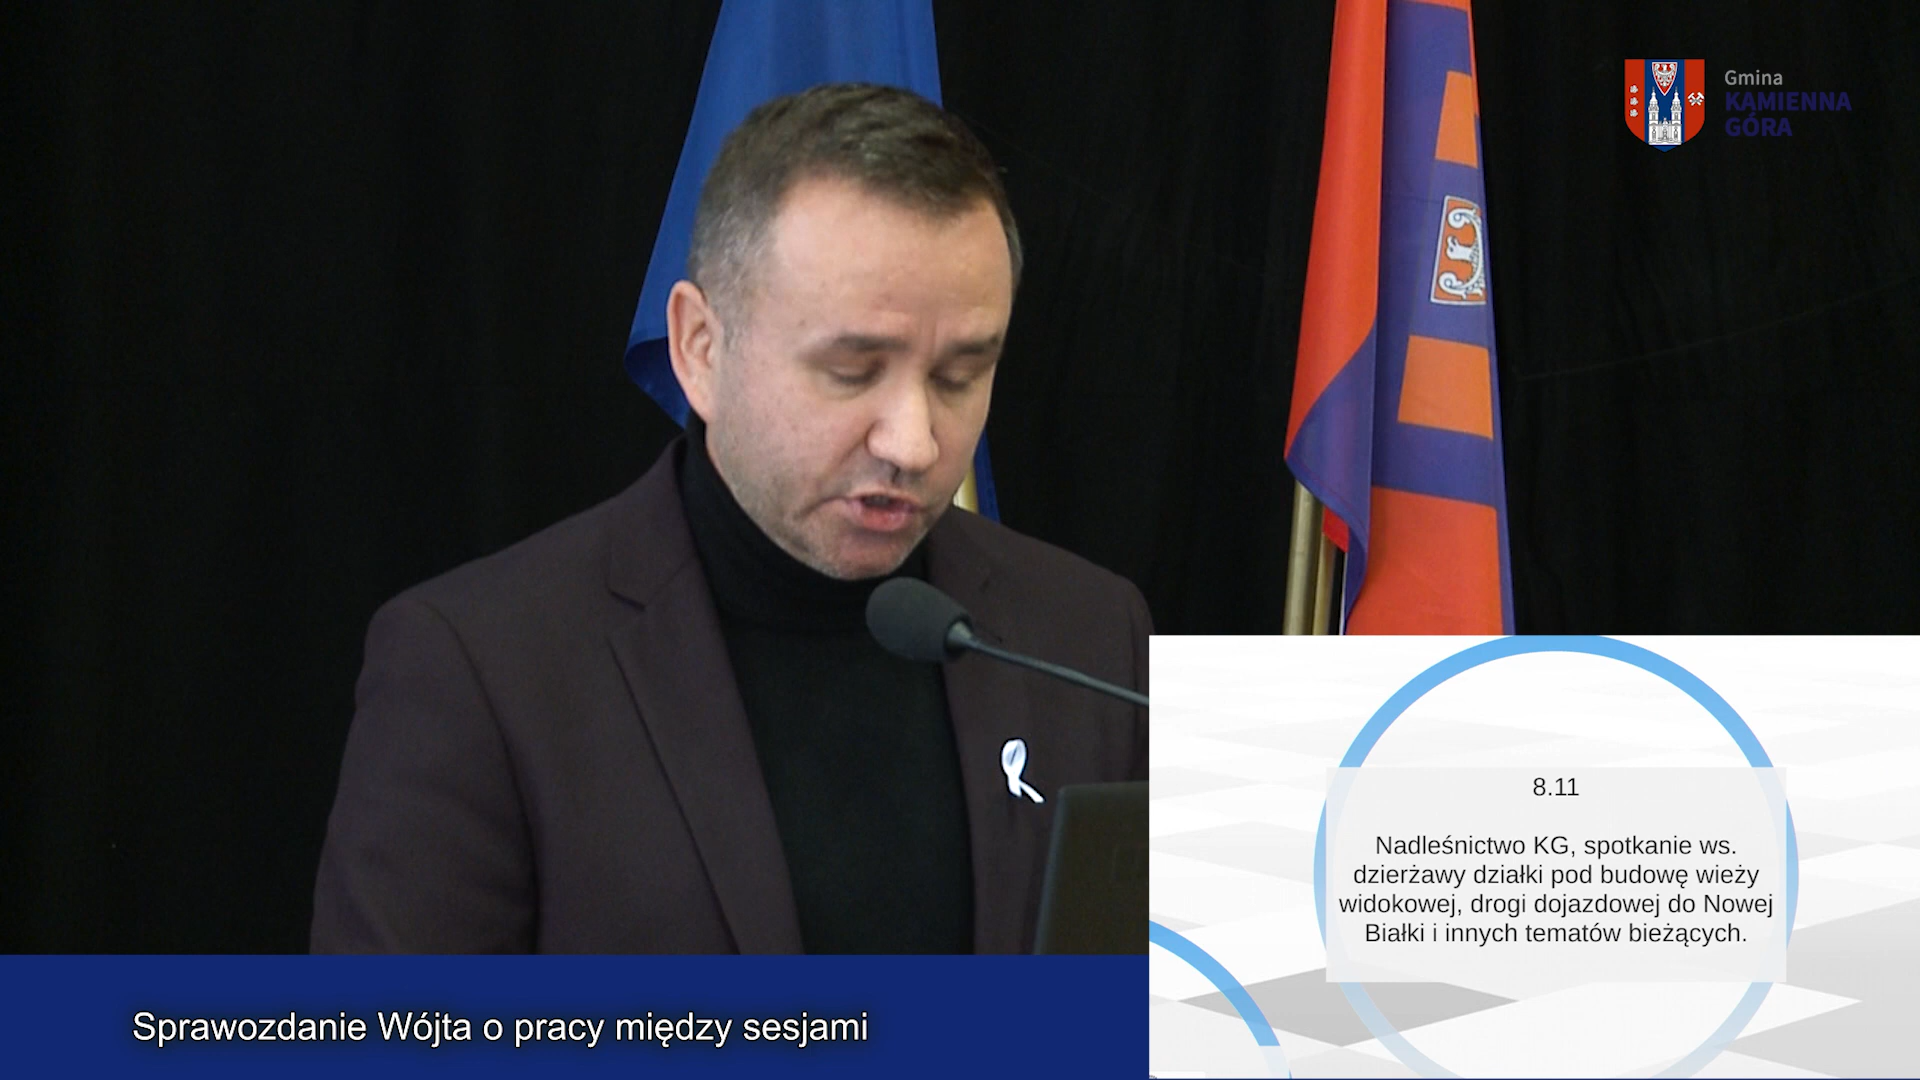 Gmina
KAMIENNA
GÓRA
8.11
Nadleśnictwo KG, spotkanie ws.
dzierżawy działki pod budowę wieży
widokowej, drogi dojazdowej do Nowej
Białki i innych tematów bieżących.
Sprawozdanie Wójta o pracy między sesjami